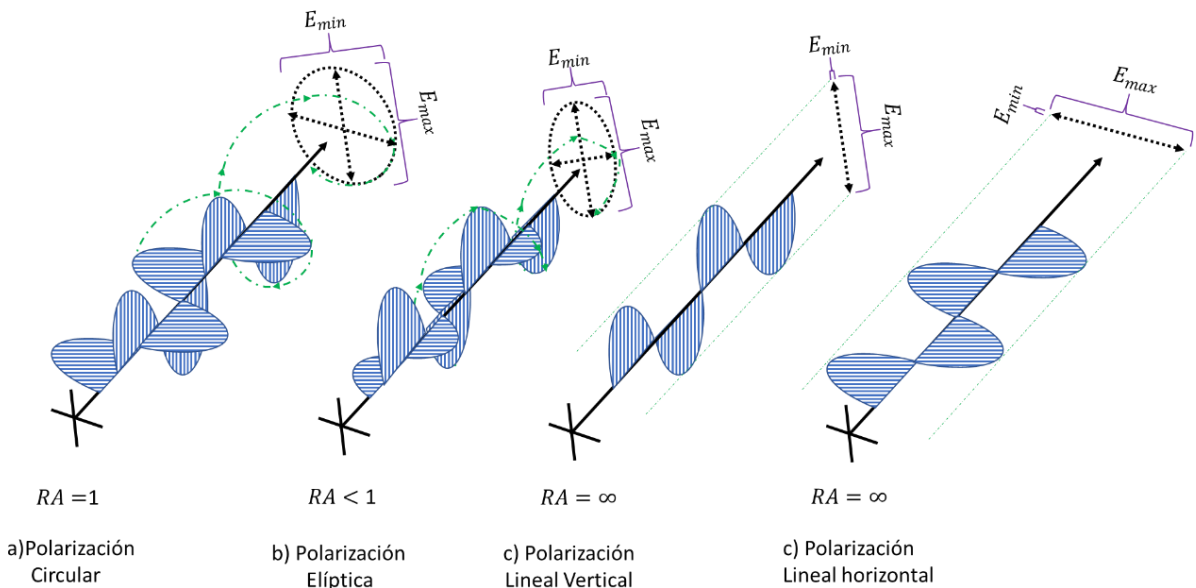 E_min
E_max
E_min
E_max
E_min
E_max
E_min
E_max
RA = 1
RA < 1
RA = ∞
RA = ∞
a)Polarización
Circular
b) Polarización
Elíptica
c) Polarización
Lineal Vertical
c) Polarización
Lineal horizontal